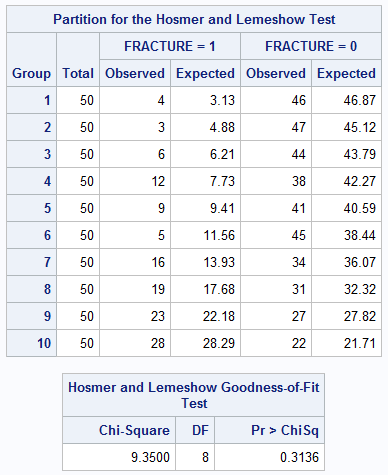 Partition for the Hosmer and Lemeshow Test
FRACTURE = 1 FRACTURE = 0
Group Total Observed Expected Observed Expected
1 50 4 3.13 46 46.87
2 50 3 4.88 47 45.12
3 50 6 6.21 44 43.79
4 50 12 7.73 38 42.27
5 50 9 9.41 41 40.59
6 50 5 11.56 45 38.44
7 50 16 13.93 34 36.07
8 50 19 17.68 31 32.32
9 50 23 22.18 27 27.82
10 50 28 28.29 22 21.71
Hosmer and Lemeshow Goodness-of-Fit
Test
Chi-Square DF Pr > ChiSq
9.3500 8 0.3136